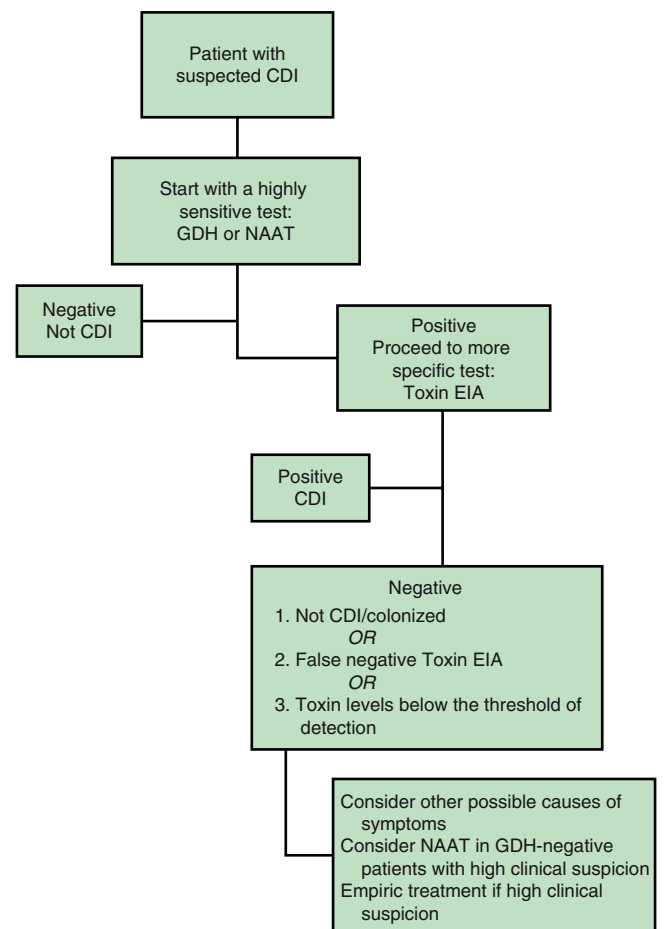 Patient with
suspected CDI
Start with a highly
sensitive test:
GDH or NAAT
Negative
Not CDI
Positive
Proceed to more
specific test:
Toxin EIA
Positive
CDI
Negative
1. Not CDI/colonized
OR
2. False negative Toxin EIA
OR
3. Toxin levels below the threshold of
detection
Consider other possible causes of
symptoms
Consider NAAT in GDH-negative
patients with high clinical suspicion
Empiric treatment if high clinical
suspicion